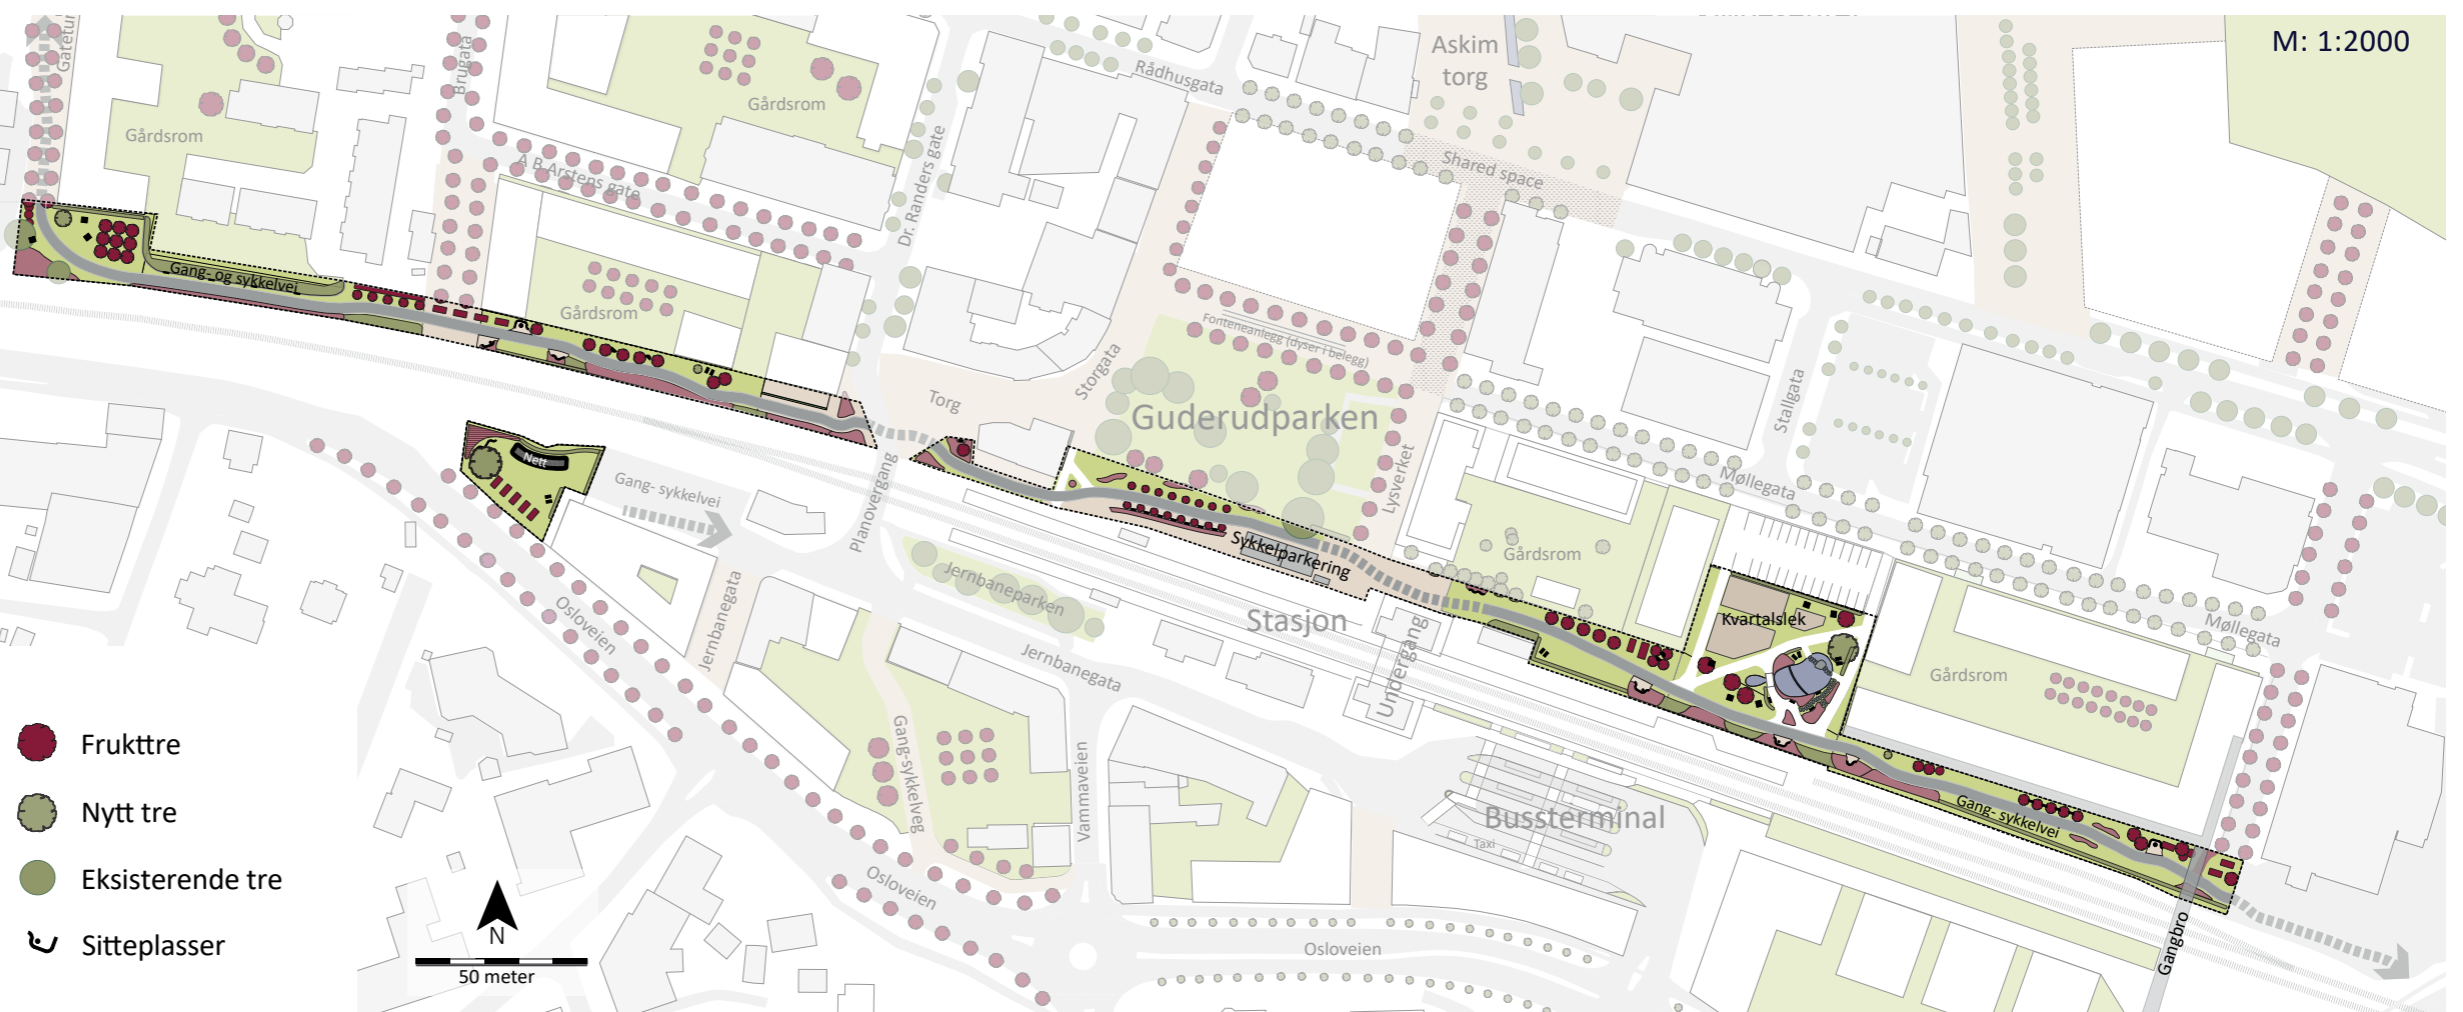 M: 1:2000
Askim
torg
Rådhusgata
Brugata
Gårdsrom
Gårdsrom
A B Arstens gate
Dr. Randers gate
Shared space
Gang- og sykkelvei
Gårdsrom
Fonteneanlegg (dyser i belegg)
Storgata
Torg
Guderudparken
Stallgata
Nett
Gang- sykkelvei
Planovergang
Lysverket
Møllegata
Sykkelparkering
Gårdsrom
Jernbaneparken
Osloveien
Jernbanegata
Stasjon
Undergang
Kvartalslek
Møllegata
Jernbanegata
Gårdsrom
Gang-sykkelveg
Vammaveien
Bussterminal
Taxi
Gang- sykkelvei
Osloveien
Osloveien
Gangbro
Frukttre
Nytt tre
Eksisterende tre
Sitteplasser
N
50 meter